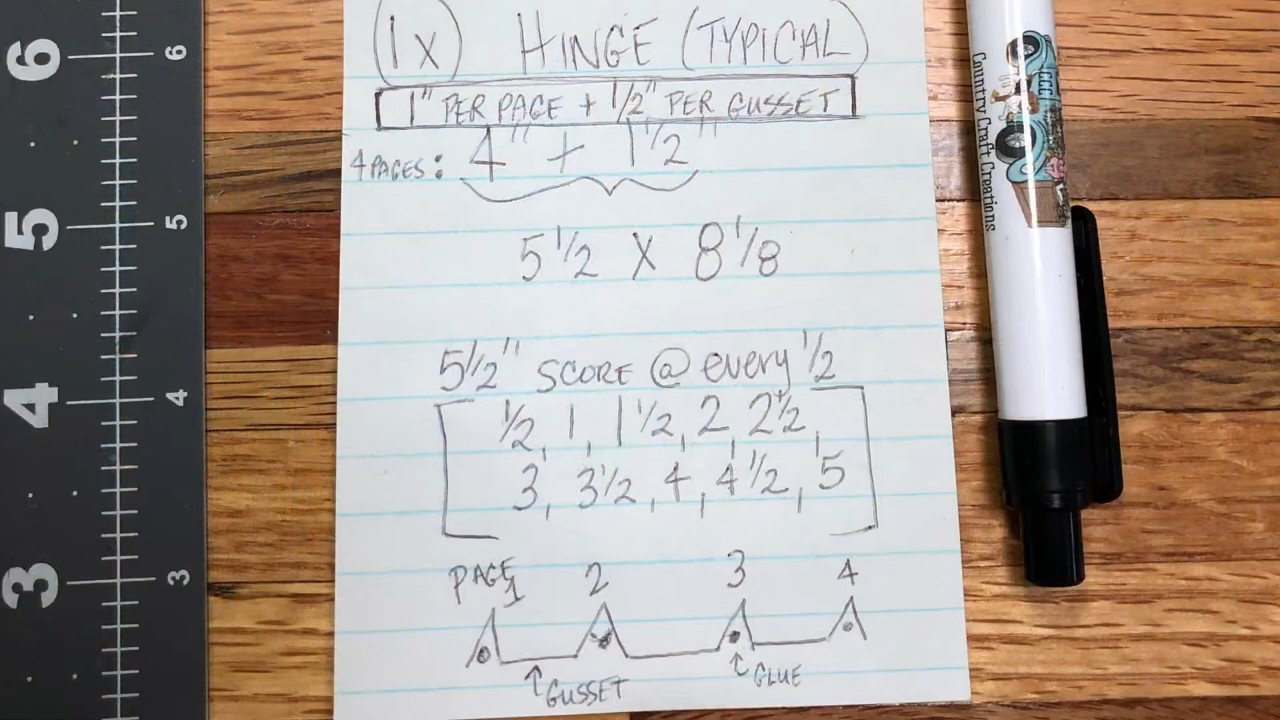 (1x) HINGE (TYPICAL)
1" PER PAGE + 1/2" PER GUSSET
4 PAGES: 4" + 1 1/2"
5 1/2 X 8 1/8
5 1/2" SCORE @ every 1/2
1/2, 1, 1 1/2, 2, 2 1/2,
3, 3 1/2, 4, 4 1/2, 5
PAGE 1 2 3 4
↑ GUSSET ↑ GLUE
6 6
5 5
4 4
3 3
CCC
Country Craft Creations